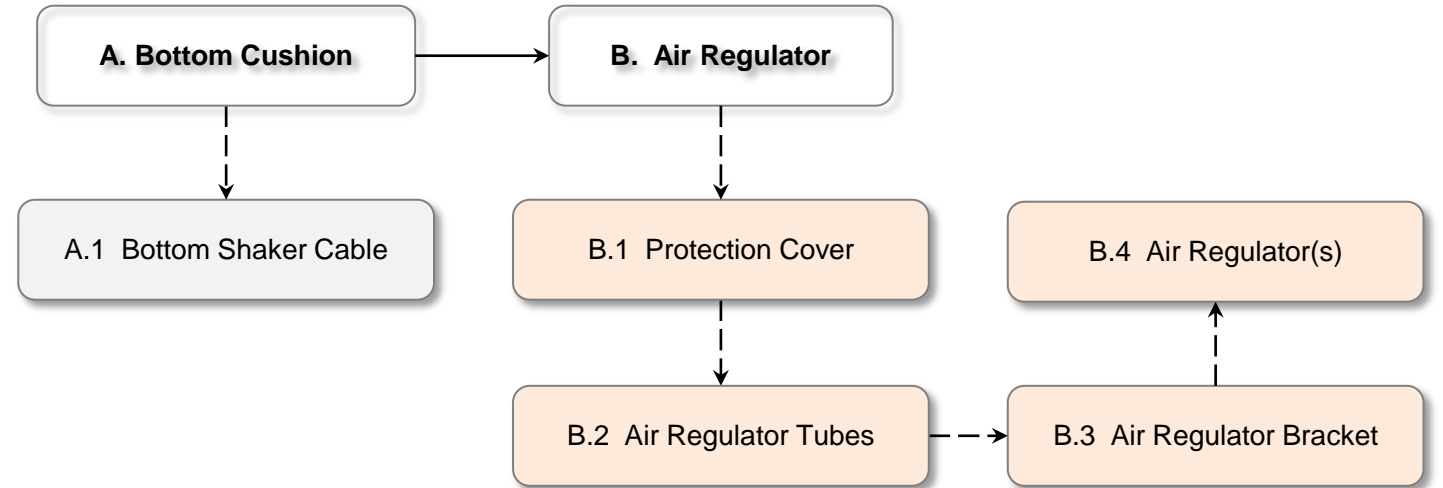 A. Bottom Cushion
B. Air Regulator
A.1 Bottom Shaker Cable
B.1 Protection Cover
B.4 Air Regulator(s)
B.2 Air Regulator Tubes
B.3 Air Regulator Bracket